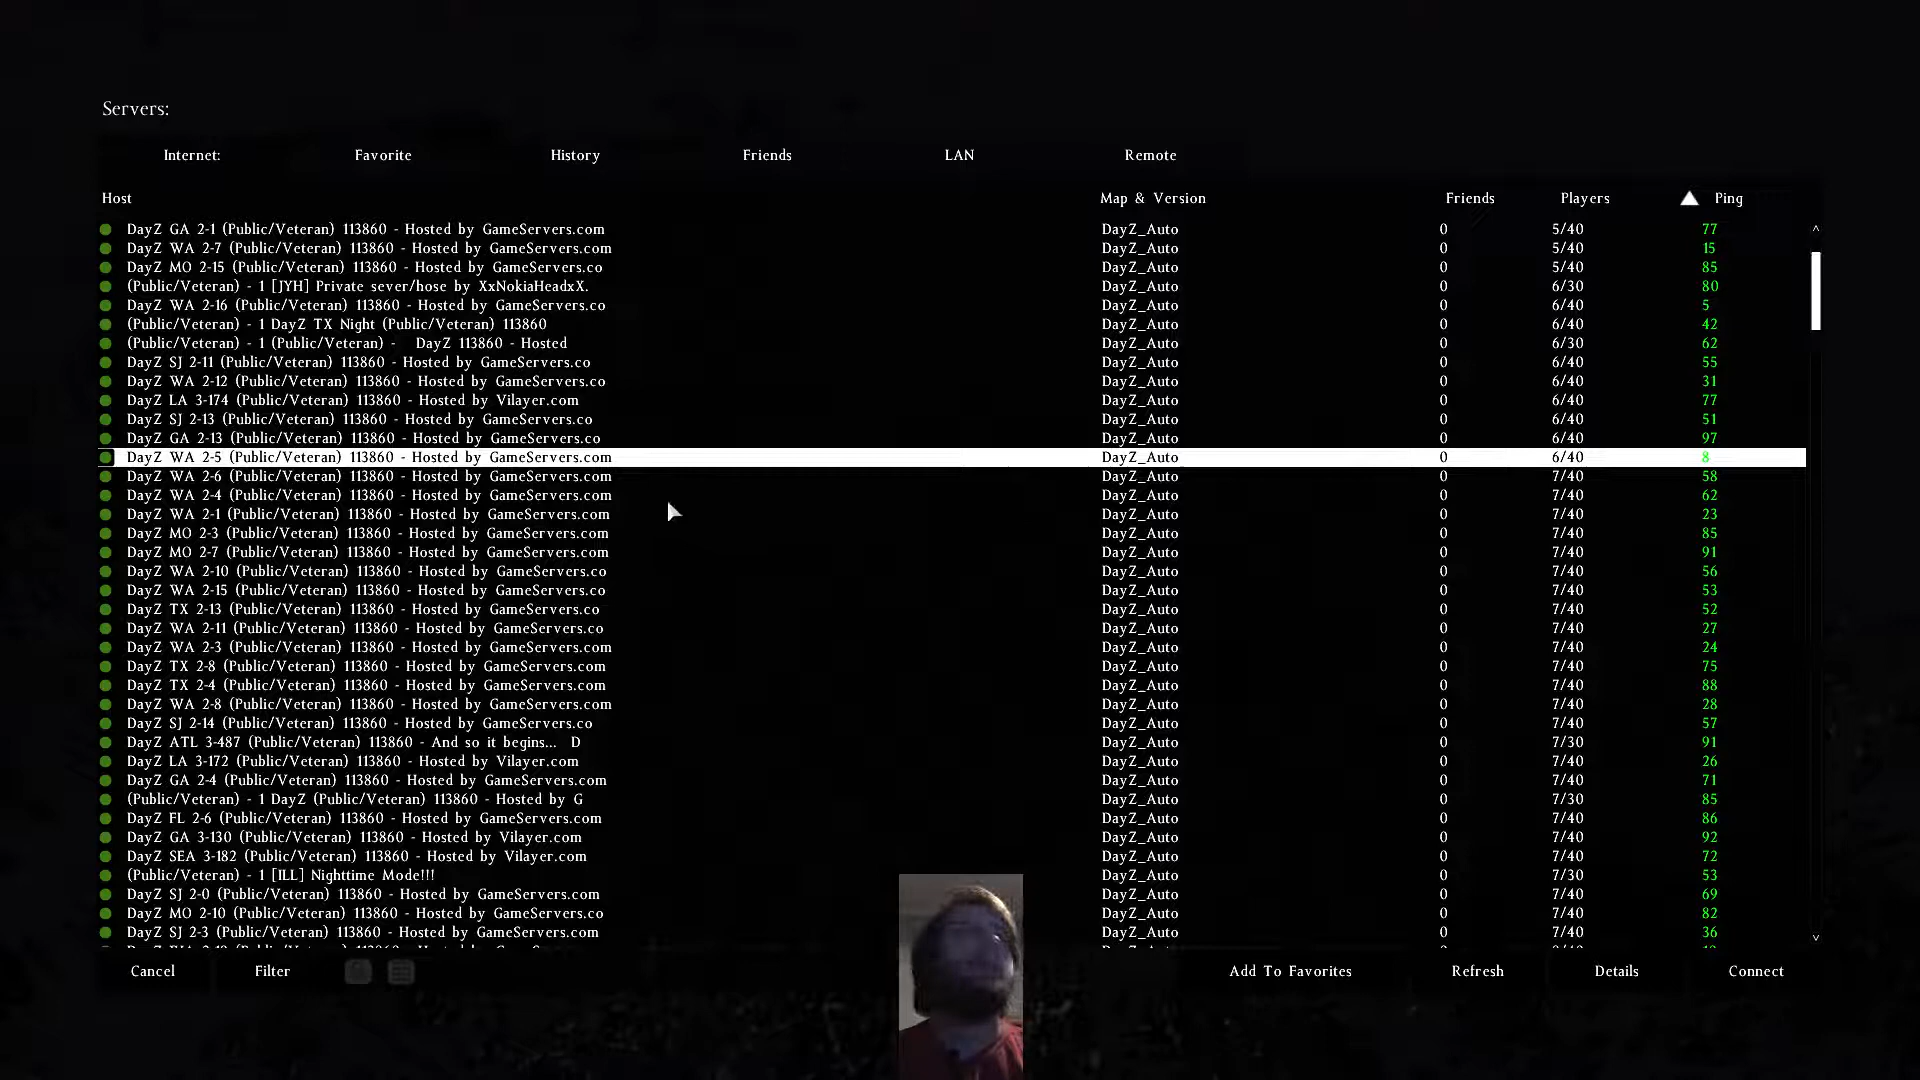 Servers:
Internet: Favorite History Friends LAN Remote
Host Map & Version Friends Players Ping
DayZ GA 2-1 (Public/Veteran) 113860 - Hosted by GameServers.com DayZ_Auto 0 5/40 77
DayZ WA 2-7 (Public/Veteran) 113860 - Hosted by GameServers.com DayZ_Auto 0 5/40 15
DayZ MO 2-15 (Public/Veteran) 113860 - Hosted by GameServers.co DayZ_Auto 0 5/40 85
(Public/Veteran) - 1 [JYH] Private sever/hose by XxNokiaHeadxX. DayZ_Auto 0 6/30 80
DayZ WA 2-16 (Public/Veteran) 113860 - Hosted by GameServers.co DayZ_Auto 0 6/40 5
(Public/Veteran) - 1 DayZ TX Night (Public/Veteran) 113860 DayZ_Auto 0 6/40 42
(Public/Veteran) - 1 (Public/Veteran) - DayZ 113860 - Hosted DayZ_Auto 0 6/30 62
DayZ SJ 2-11 (Public/Veteran) 113860 - Hosted by GameServers.co DayZ_Auto 0 6/40 55
DayZ WA 2-12 (Public/Veteran) 113860 - Hosted by GameServers.co DayZ_Auto 0 6/40 31
DayZ LA 3-174 (Public/Veteran) 113860 - Hosted by Vilayer.com DayZ_Auto 0 6/40 77
DayZ SJ 2-13 (Public/Veteran) 113860 - Hosted by GameServers.co DayZ_Auto 0 6/40 51
DayZ GA 2-13 (Public/Veteran) 113860 - Hosted by GameServers.co DayZ_Auto 0 6/40 97
DayZ WA 2-5 (Public/Veteran) 113860 - Hosted by GameServers.com DayZ_Auto 0 6/40 8
DayZ WA 2-6 (Public/Veteran) 113860 - Hosted by GameServers.com DayZ_Auto 0 7/40 58
DayZ WA 2-4 (Public/Veteran) 113860 - Hosted by GameServers.com DayZ_Auto 0 7/40 62
DayZ WA 2-1 (Public/Veteran) 113860 - Hosted by GameServers.com DayZ_Auto 0 7/40 23
DayZ MO 2-3 (Public/Veteran) 113860 - Hosted by GameServers.com DayZ_Auto 0 7/40 85
DayZ MO 2-7 (Public/Veteran) 113860 - Hosted by GameServers.com DayZ_Auto 0 7/40 91
DayZ WA 2-10 (Public/Veteran) 113860 - Hosted by GameServers.co DayZ_Auto 0 7/40 56
DayZ WA 2-15 (Public/Veteran) 113860 - Hosted by GameServers.co DayZ_Auto 0 7/40 53
DayZ TX 2-13 (Public/Veteran) 113860 - Hosted by GameServers.co DayZ_Auto 0 7/40 52
DayZ WA 2-11 (Public/Veteran) 113860 - Hosted by GameServers.co DayZ_Auto 0 7/40 27
DayZ WA 2-3 (Public/Veteran) 113860 - Hosted by GameServers.com DayZ_Auto 0 7/40 24
DayZ TX 2-8 (Public/Veteran) 113860 - Hosted by GameServers.com DayZ_Auto 0 7/40 75
DayZ TX 2-4 (Public/Veteran) 113860 - Hosted by GameServers.com DayZ_Auto 0 7/40 88
DayZ WA 2-8 (Public/Veteran) 113860 - Hosted by GameServers.com DayZ_Auto 0 7/40 28
DayZ SJ 2-14 (Public/Veteran) 113860 - Hosted by GameServers.co DayZ_Auto 0 7/40 57
DayZ ATL 3-487 (Public/Veteran) 113860 - And so it begins... D DayZ_Auto 0 7/30 91
DayZ LA 3-172 (Public/Veteran) 113860 - Hosted by Vilayer.com DayZ_Auto 0 7/40 26
DayZ GA 2-4 (Public/Veteran) 113860 - Hosted by GameServers.com DayZ_Auto 0 7/40 71
(Public/Veteran) - 1 DayZ (Public/Veteran) 113860 - Hosted by G DayZ_Auto 0 7/30 85
DayZ FL 2-6 (Public/Veteran) 113860 - Hosted by GameServers.com DayZ_Auto 0 7/40 86
DayZ GA 3-130 (Public/Veteran) 113860 - Hosted by Vilayer.com DayZ_Auto 0 7/40 92
DayZ SEA 3-182 (Public/Veteran) 113860 - Hosted by Vilayer.com DayZ_Auto 0 7/40 72
(Public/Veteran) - 1 [ILL] Nighttime Mode!!! DayZ_Auto 0 7/30 53
DayZ SJ 2-0 (Public/Veteran) 113860 - Hosted by GameServers.com DayZ_Auto 0 7/40 69
DayZ MO 2-10 (Public/Veteran) 113860 - Hosted by GameServers.co DayZ_Auto 0 7/40 82
DayZ SJ 2-3 (Public/Veteran) 113860 - Hosted by GameServers.com DayZ_Auto 0 7/40 36
Cancel Filter Add To Favorites Refresh Details Connect